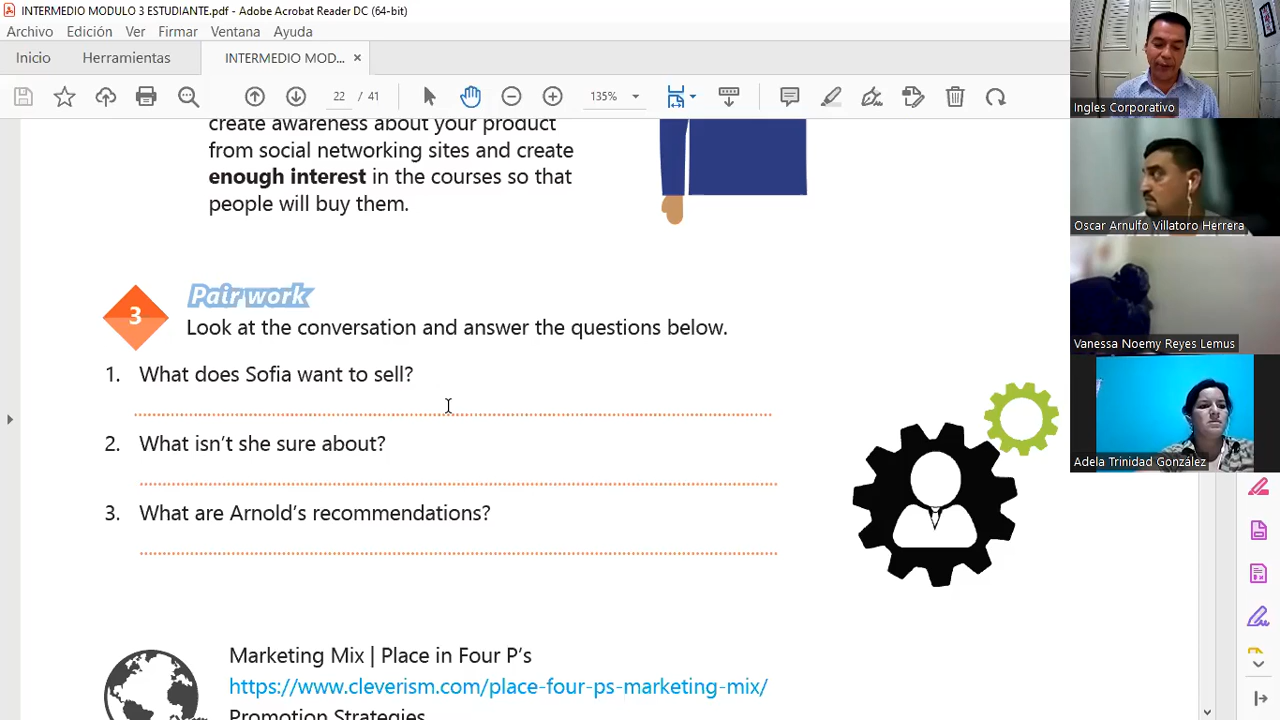 INTERMEDIO MODULO 3 ESTUDIANTE.pdf - Adobe Acrobat Reader DC (64-bit)
Archivo Edición Ver Firmar Ventana Ayuda
Inicio Herramientas INTERMEDIO MOD... ×
22 / 41 135%
create awareness about your product
from social networking sites and create
enough interest in the courses so that
people will buy them.
3
Pair work
Look at the conversation and answer the questions below.
1. What does Sofia want to sell?
2. What isn't she sure about?
3. What are Arnold's recommendations?
Marketing Mix | Place in Four P's
https://www.cleverism.com/place-four-ps-marketing-mix/
Promotion Strategies
Ingles Corporativo
Oscar Arnulfo Villatoro Herrera
Vanessa Noemy Reyes Lemus
Adela Trinidad González